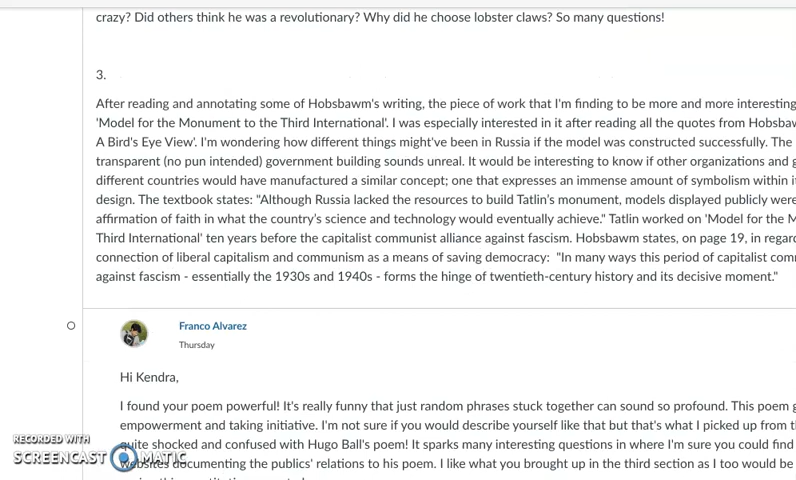 crazy? Did others think he was a revolutionary? Why did he choose lobster claws? So many questions!
3.
After reading and annotating some of Hobsbawm's writing, the piece of work that I'm finding to be more and more interesting
'Model for the Monument to the Third International'. I was especially interested in it after reading all the quotes from
A Bird's Eye View'. I'm wondering how different things might've been in Russia if the model was constructed successfully. The
transparent (no pun intended) government building sounds unreal. It would be interesting to know if other organizations and
different countries would have manufactured a similar concept; one that expresses an immense amount of symbolism within
design. The textbook states: "Although Russia lacked the resources to build Tatlin's monument, models displayed publicly were
affirmation of faith in what the country's science and technology would eventually achieve." Tatlin worked on 'Model for the
Third International' ten years before the capitalist communist alliance against fascism. Hobsbawm states, on page 19, in
connection of liberal capitalism and communism as a means of saving democracy: "In many ways this period of capitalist
against fascism - essentially the 1930s and 1940s - forms the hinge of twentieth-century history and its decisive moment."
Franco Alvarez
Thursday
Hi Kendra,
I found your poem powerful! It's really funny that just random phrases stuck together can sound so profound. This poem
empowerment and taking initiative. I'm not sure if you would describe yourself like that but that's what I picked up from
quite shocked and confused with Hugo Ball's poem! It sparks many interesting questions in where I'm sure you could find
websites documenting the publics' relations to his poem. I like what you brought up in the third section as I too would be
RECORDED WITH
SCREENCAST MATIC